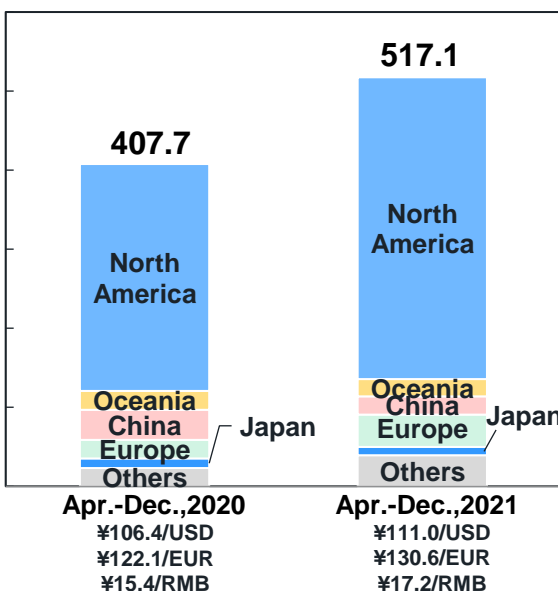 407.7
North
America
Oceania
China
Europe
Japan
Others
Apr.-Dec.,2020
¥106.4/USD
¥122.1/EUR
¥15.4/RMB
517.1
North
America
Oceania
China
Europe
Japan
Others
Apr.-Dec.,2021
¥111.0/USD
¥130.6/EUR
¥17.2/RMB